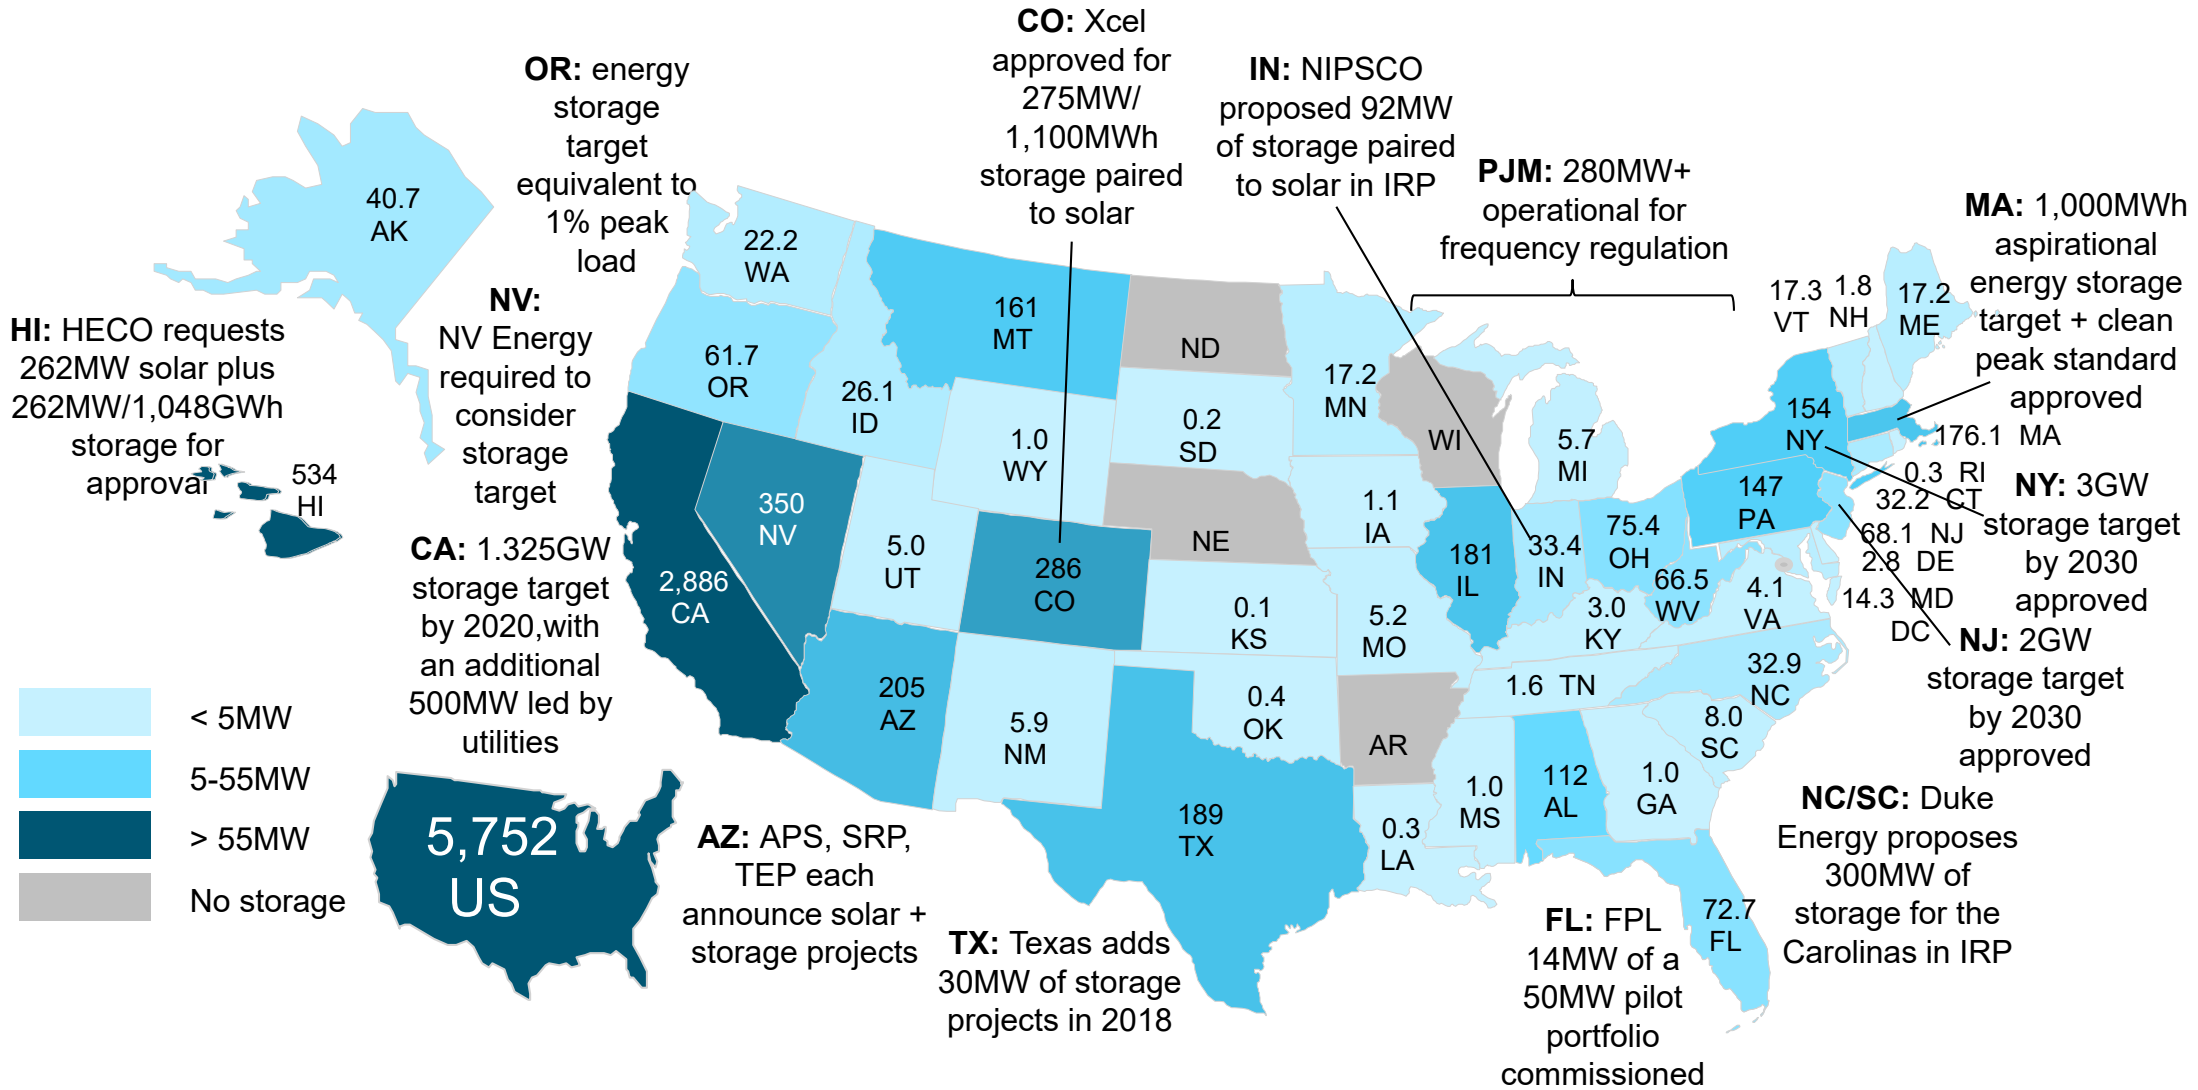 CO: Xcel
approved for
275MW/
1,100MWh
storage paired
to solar
OR: energy
storage
target
equivalent to
1% peak
load
IN: NIPSCO
proposed 92MW
of storage paired
to solar in IRP
PJM: 280MW+
operational for
frequency regulation
MA: 1,000MWh
aspirational
energy storage
target + clean
peak standard
approved
NV:
NV Energy
required to
consider
storage
target
HI: HECO requests
262MW solar plus
262MW/1,048GWh
storage for
approval
CA: 1.325GW
storage target
by 2020,with
an additional
500MW led by
utilities
40.7
AK
534
HI
22.2
WA
61.7
OR
26.1
ID
161
MT
1.0
WY
350
NV
2,886
CA
5.0
UT
286
CO
205
AZ
5.9
NM
ND
0.2
SD
NE
0.1
KS
0.4
OK
189
TX
17.2
MN
1.1
IA
5.2
MO
AR
0.3
LA
WI
181
IL
5.7
MI
33.4
IN
75.4
OH
3.0
KY
1.6 TN
1.0
MS
112
AL
1.0
GA
72.7
FL
8.0
SC
32.9
NC
4.1
VA
66.5
WV
147
PA
154
NY
17.3
VT
1.8
NH
17.2
ME
176.1 MA
0.3 RI
32.2 CT
68.1 NJ
2.8 DE
14.3 MD
DC
NY: 3GW
storage target
by 2030
approved
NJ: 2GW
storage target
by 2030
approved
NC/SC: Duke
Energy proposes
300MW of
storage for the
Carolinas in IRP
FL: FPL
14MW of a
50MW pilot
portfolio
commissioned
TX: Texas adds
30MW of storage
projects in 2018
AZ: APS, SRP,
TEP each
announce solar +
storage projects
< 5MW
5-55MW
> 55MW
No storage
5,752
US